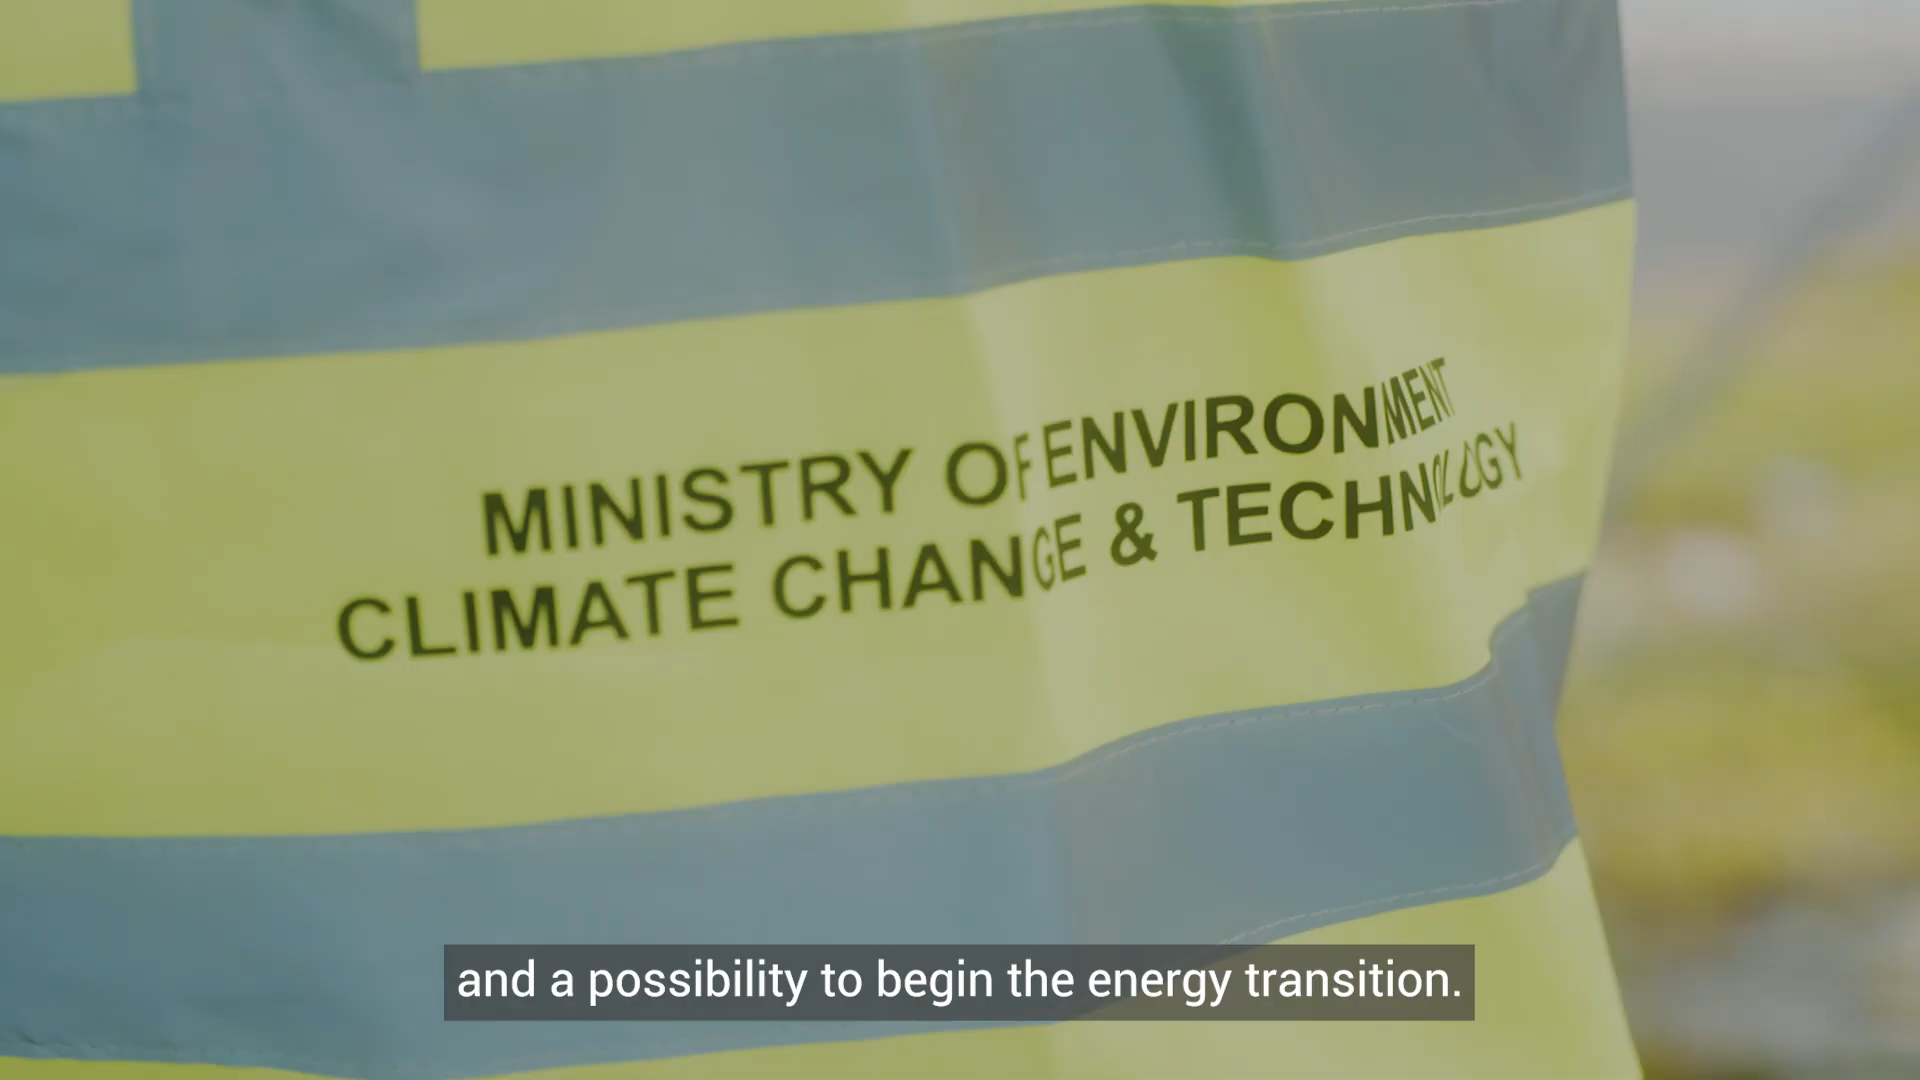 MINISTRY OF ENVIRONMENT
CLIMATE CHANGE & TECHNOLOGY
and a possibility to begin the energy transition.